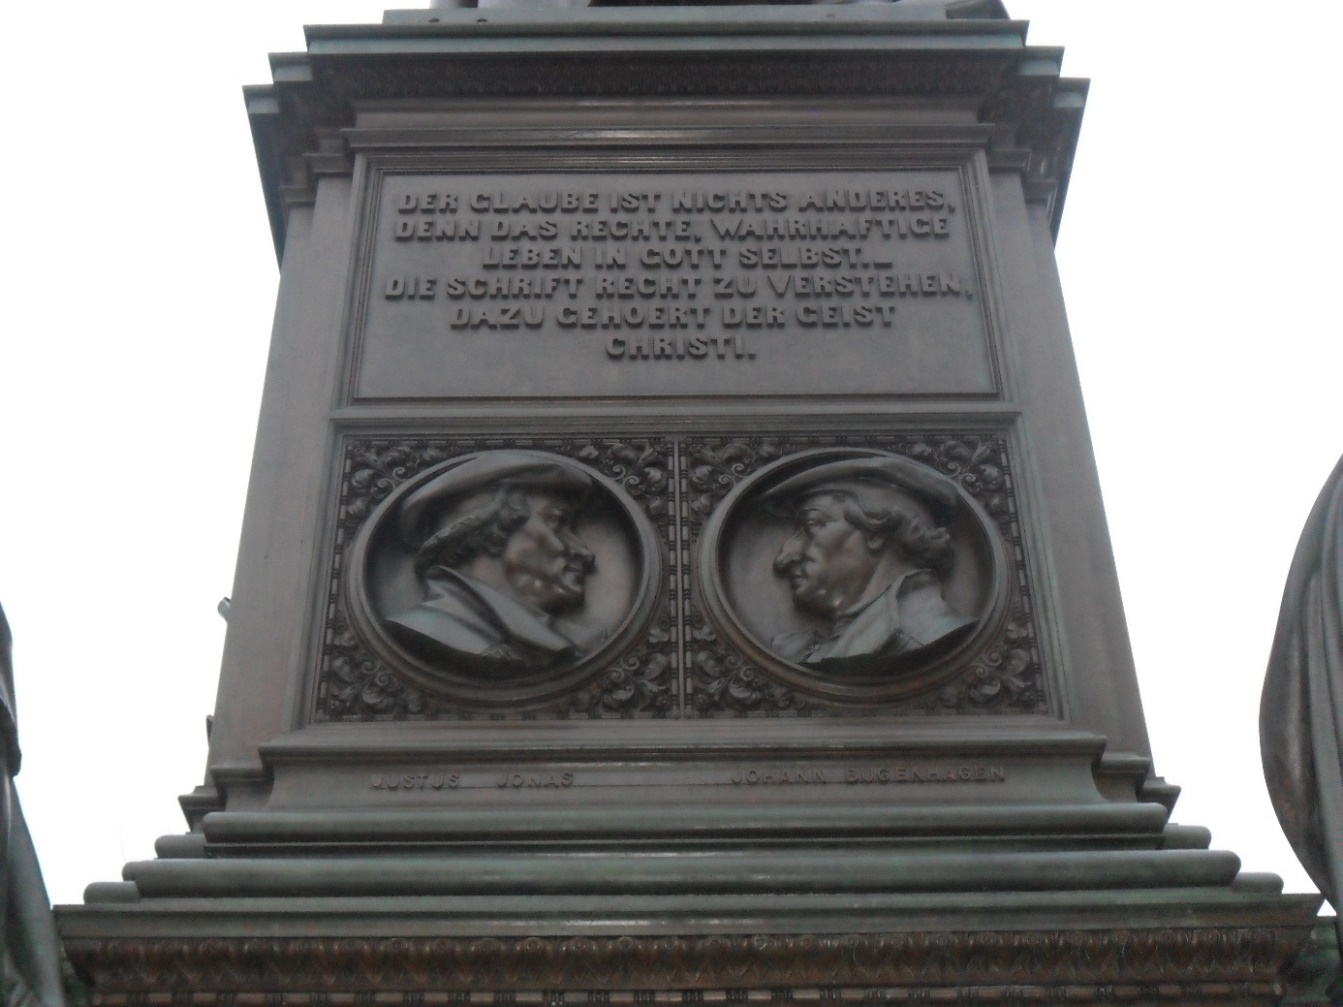 DER GLAUBE IST NICHTS ANDERES,
DENN DAS RECHTE, WAHRHAFTIGE
LEBEN IN GOTT SELBST._
DIE SCHRIFT RECHT ZU VERSTEHEN,
DAZU GEHOERT DER GEIST
CHRISTI.
JUSTUS JONAS JOHANN BUGENHAGEN